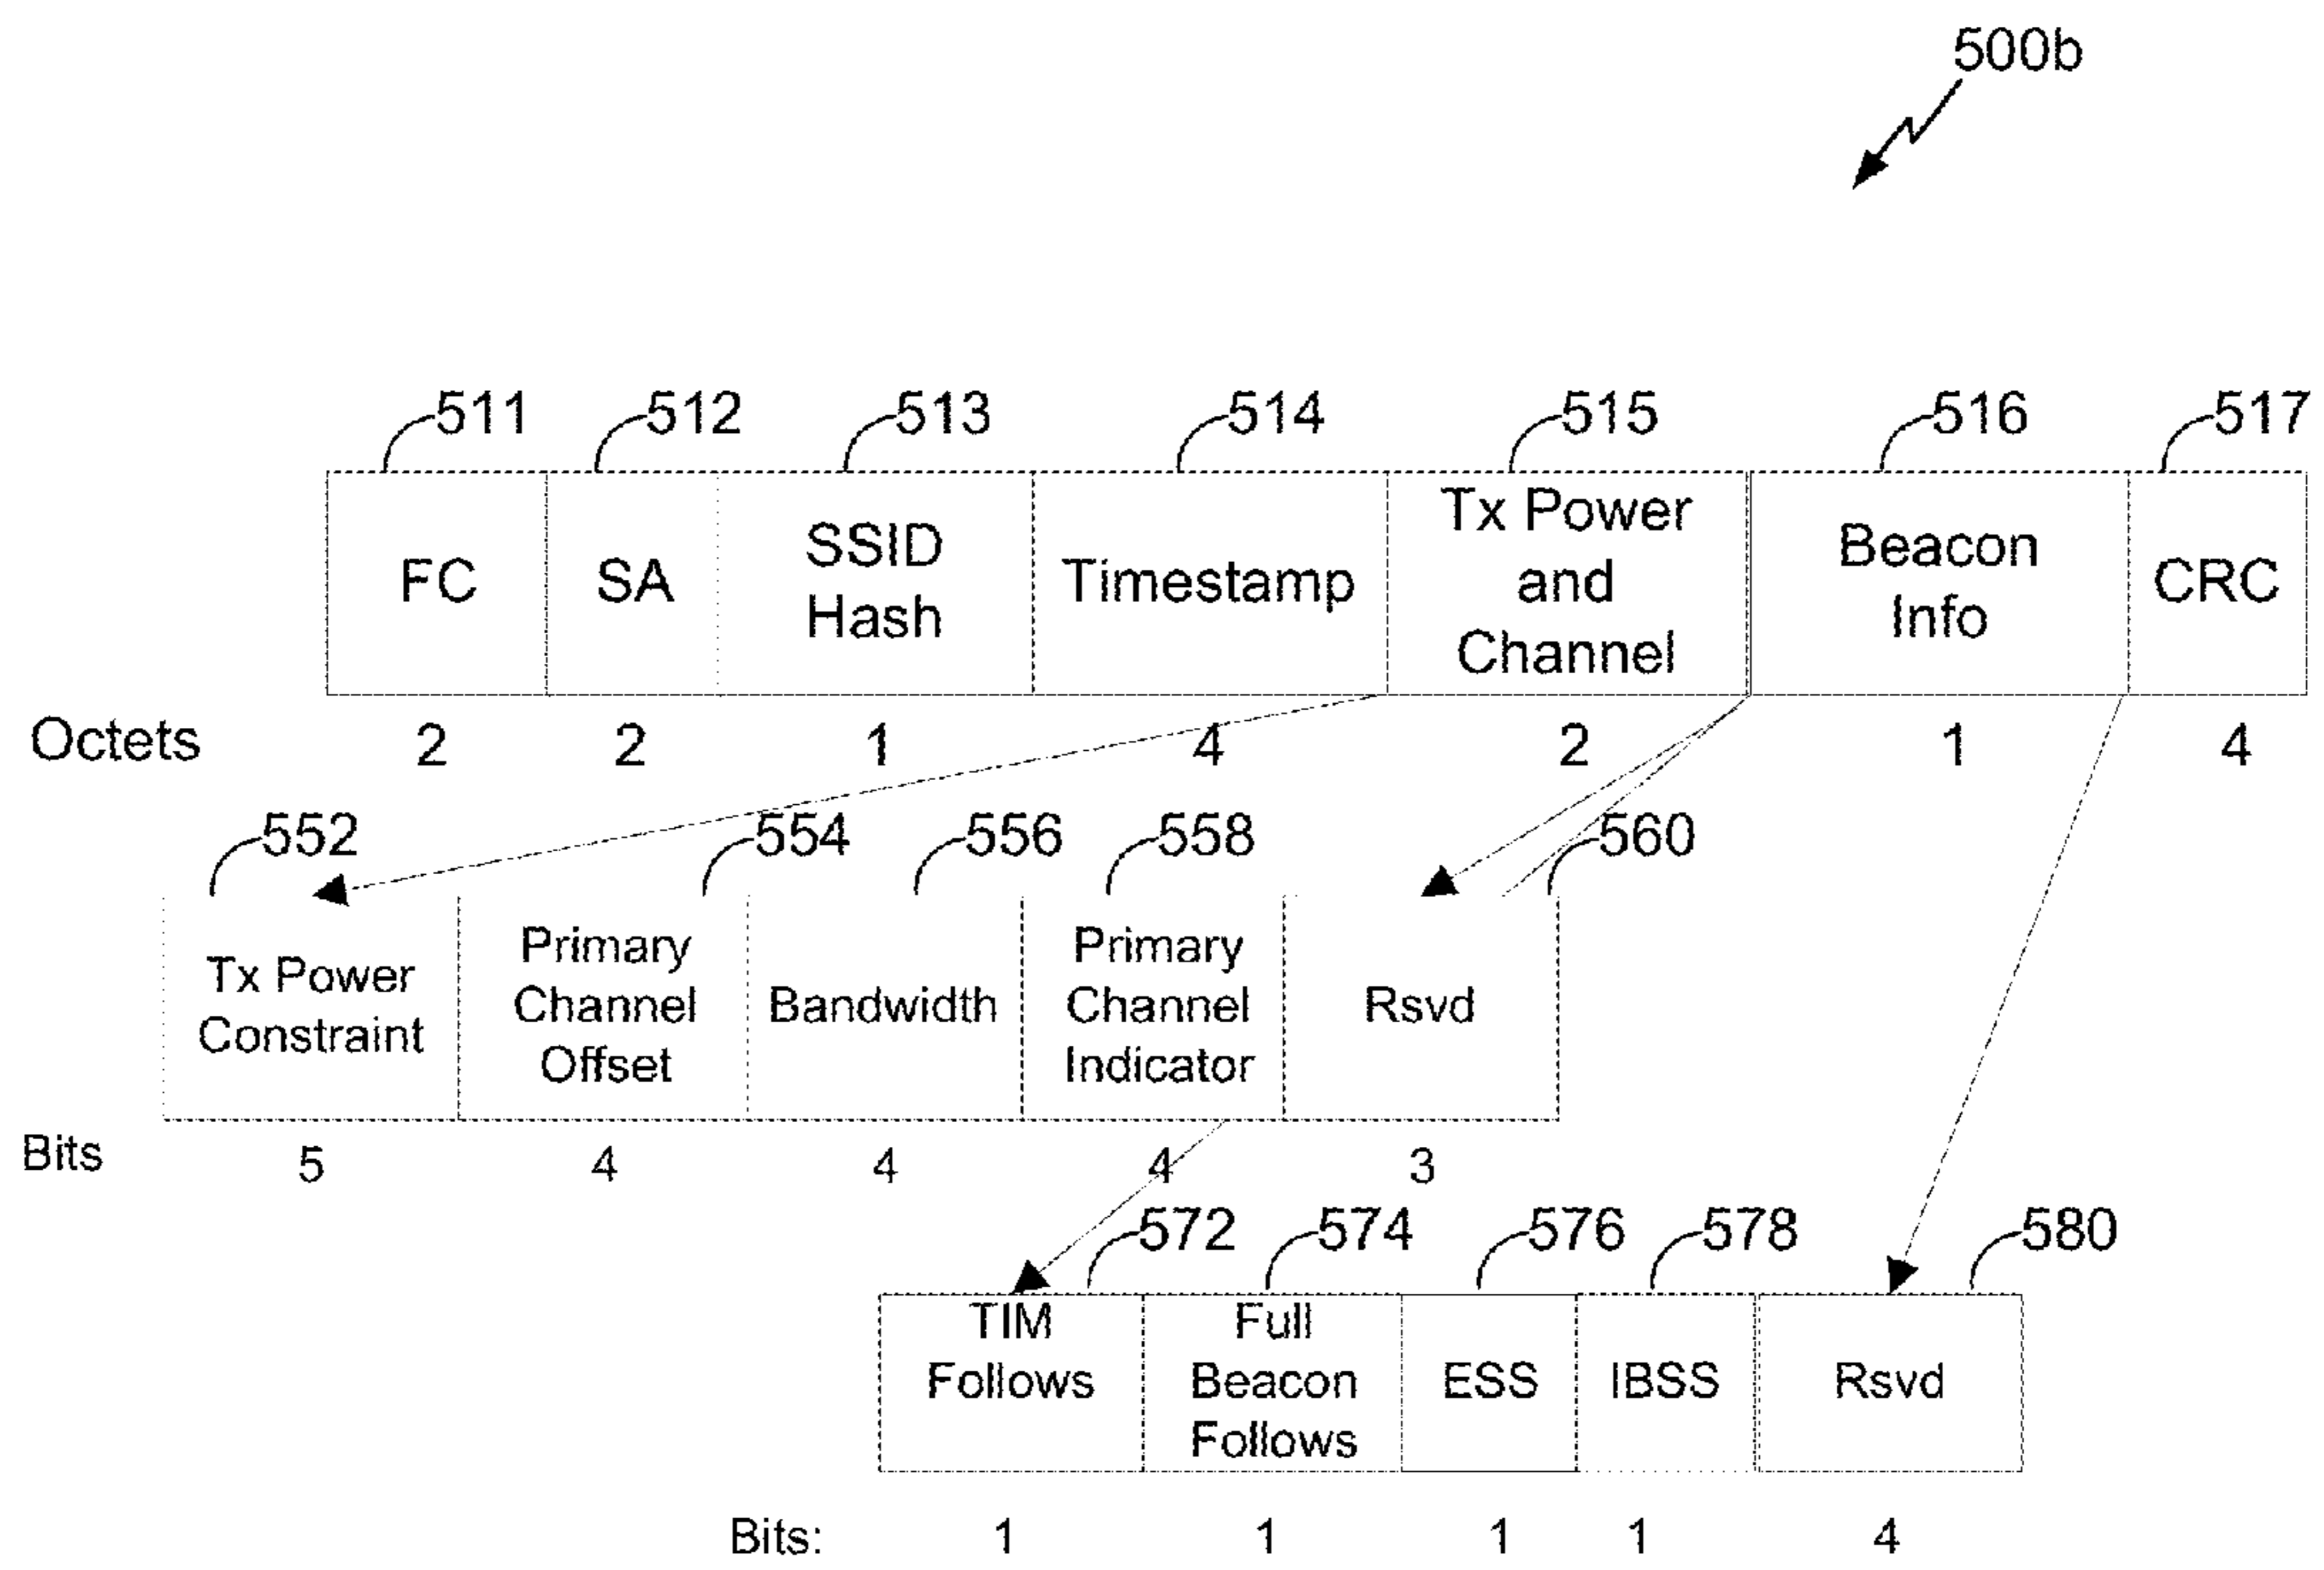 500b
511 512 513 514 515 516 517
FC SA SSID Hash Timestamp Tx Power and Channel Beacon Info CRC
Octets 2 2 1 4 2 1 4
552 554 556 558 560
Tx Power Constraint Primary Channel Offset Bandwidth Primary Channel Indicator Rsvd
Bits 5 4 4 4 3
572 574 576 578 580
TIM Follows Full Beacon Follows ESS IBSS Rsvd
Bits: 1 1 1 1 4